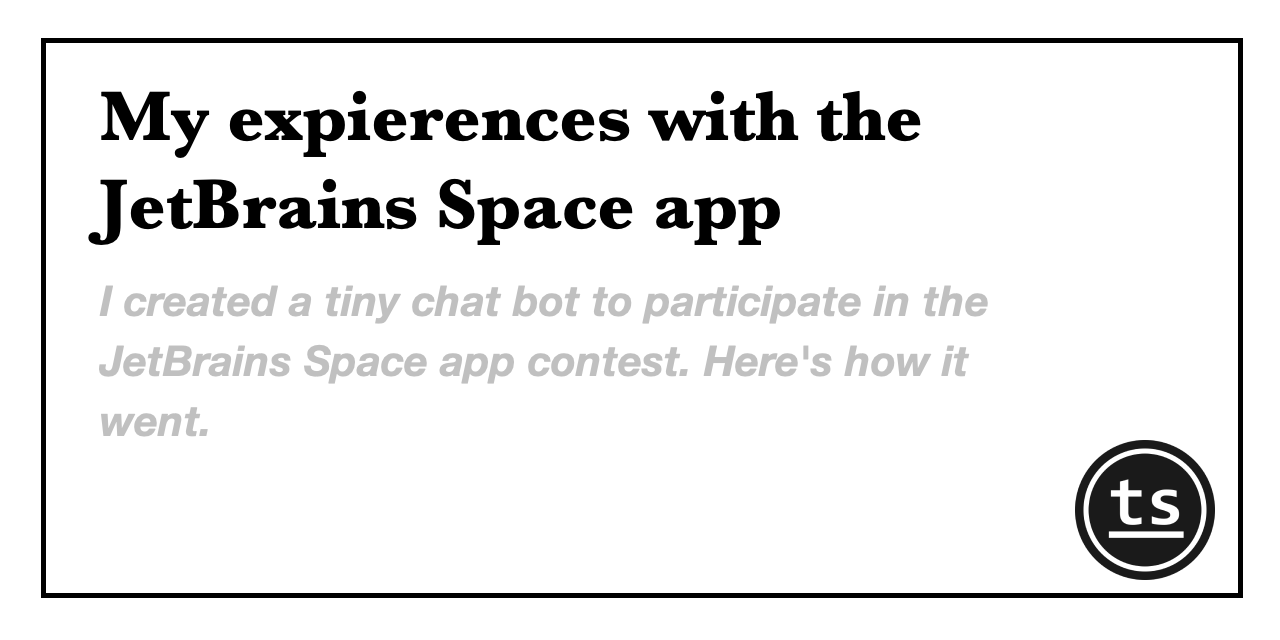 My expierences with the
JetBrains Space app
I created a tiny chat bot to participate in the
JetBrains Space app contest. Here's how it
went.
ts